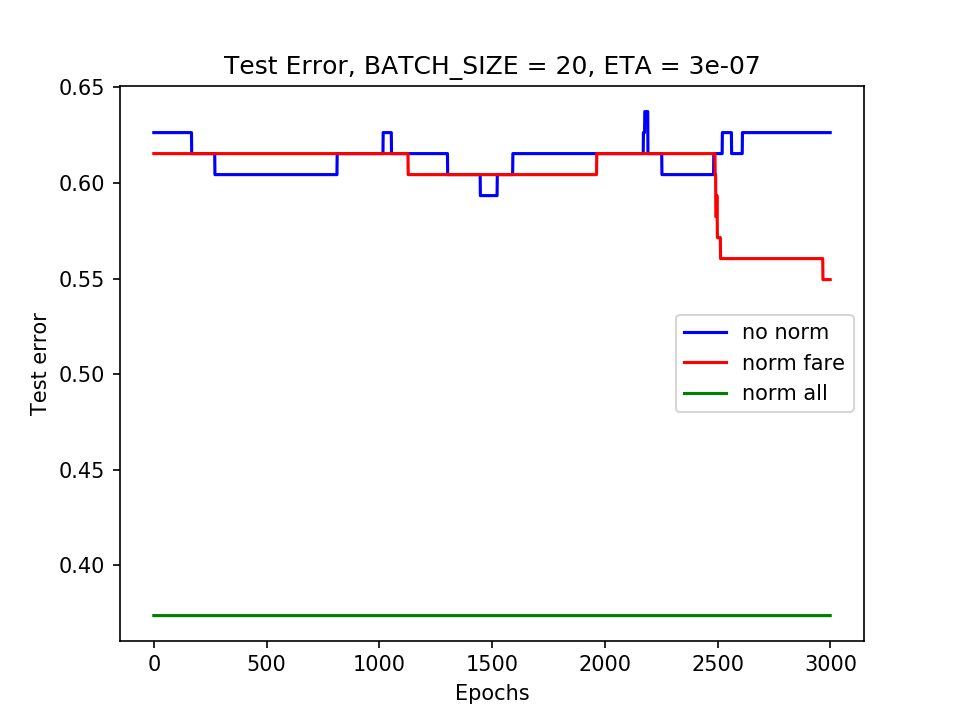 Test Error, BATCH_SIZE = 20, ETA = 3e-07
0.65
0.60
0.55
0.50
0.45
0.40
Test error
no norm
norm fare
norm all
0 500 1000 1500 2000 2500 3000
Epochs